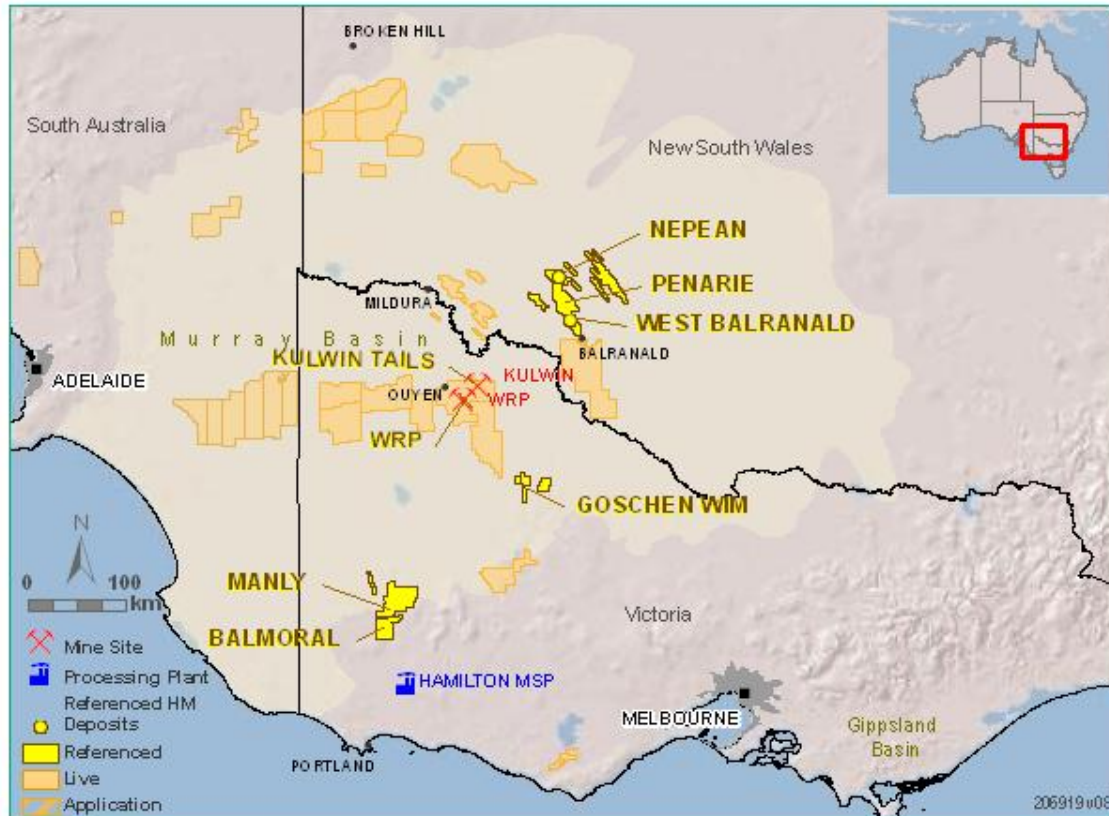 BROKEN HILL
South Australia
New South Wales
NEPEAN
PENARIE
MILDURA
WEST BALRANALD
Murray Basin
BALRANALD
KULWIN TAILS
KULWIN
ADELAIDE
OUYEN
WRP
WRP
GOSCHEN WIM
N
0 100
km
MANLY
Victoria
BALMORAL
Mine Site
Processing Plant
HAMILTON MSP
Referenced HM
Deposits
MELBOURNE
Gippsland
Basin
Referenced
PORTLAND
Live
Application
206919v08